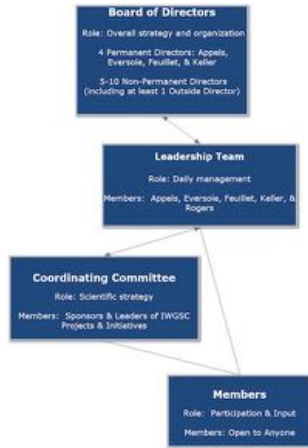 Board of Directors
Role: Overall strategy and organization
4 Permanent Directors: Appels,
Eversole, Feuillet, & Keller
5-10 Non-Permanent Directors
(including at least 1 Outside Director)
Leadership Team
Role: Daily management
Members: Appels, Eversole, Feuillet, Keller, &
Rogers
Coordinating Committee
Role: Scientific strategy
Members: Sponsors & Leaders of IWGSC
Projects & Initiatives
Members
Role: Participation & Input
Members: Open to Anyone